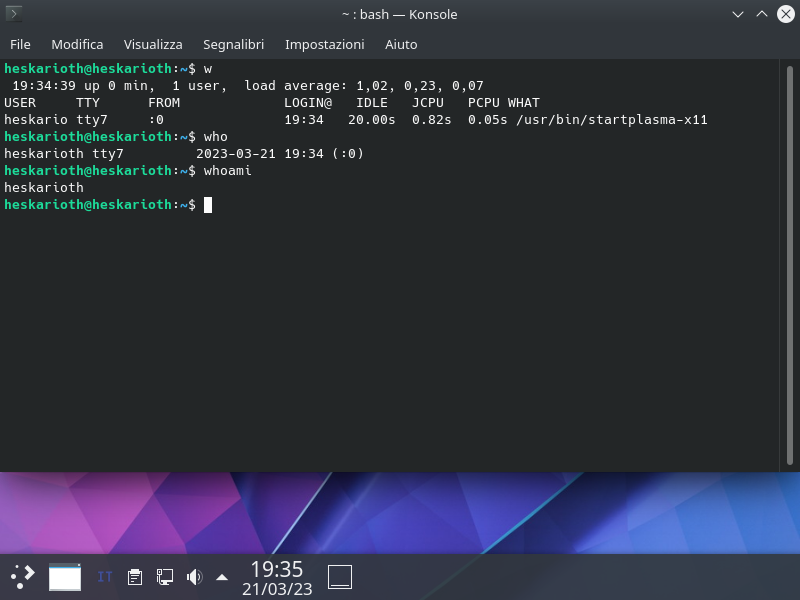 ~ : bash — Konsole
File Modifica Visualizza Segnalibri Impostazioni Aiuto
heskarioth@heskarioth:~$ w
 19:34:39 up 0 min,  1 user,  load average: 1,02, 0,23, 0,07
USER     TTY      FROM             LOGIN@   IDLE   JCPU   PCPU WHAT
heskario tty7     :0               19:34   20.00s  0.82s  0.05s /usr/bin/startplasma-x11
heskarioth@heskarioth:~$ who
heskarioth tty7         2023-03-21 19:34 (:0)
heskarioth@heskarioth:~$ whoami
heskarioth
heskarioth@heskarioth:~$
IT
19:35
21/03/23